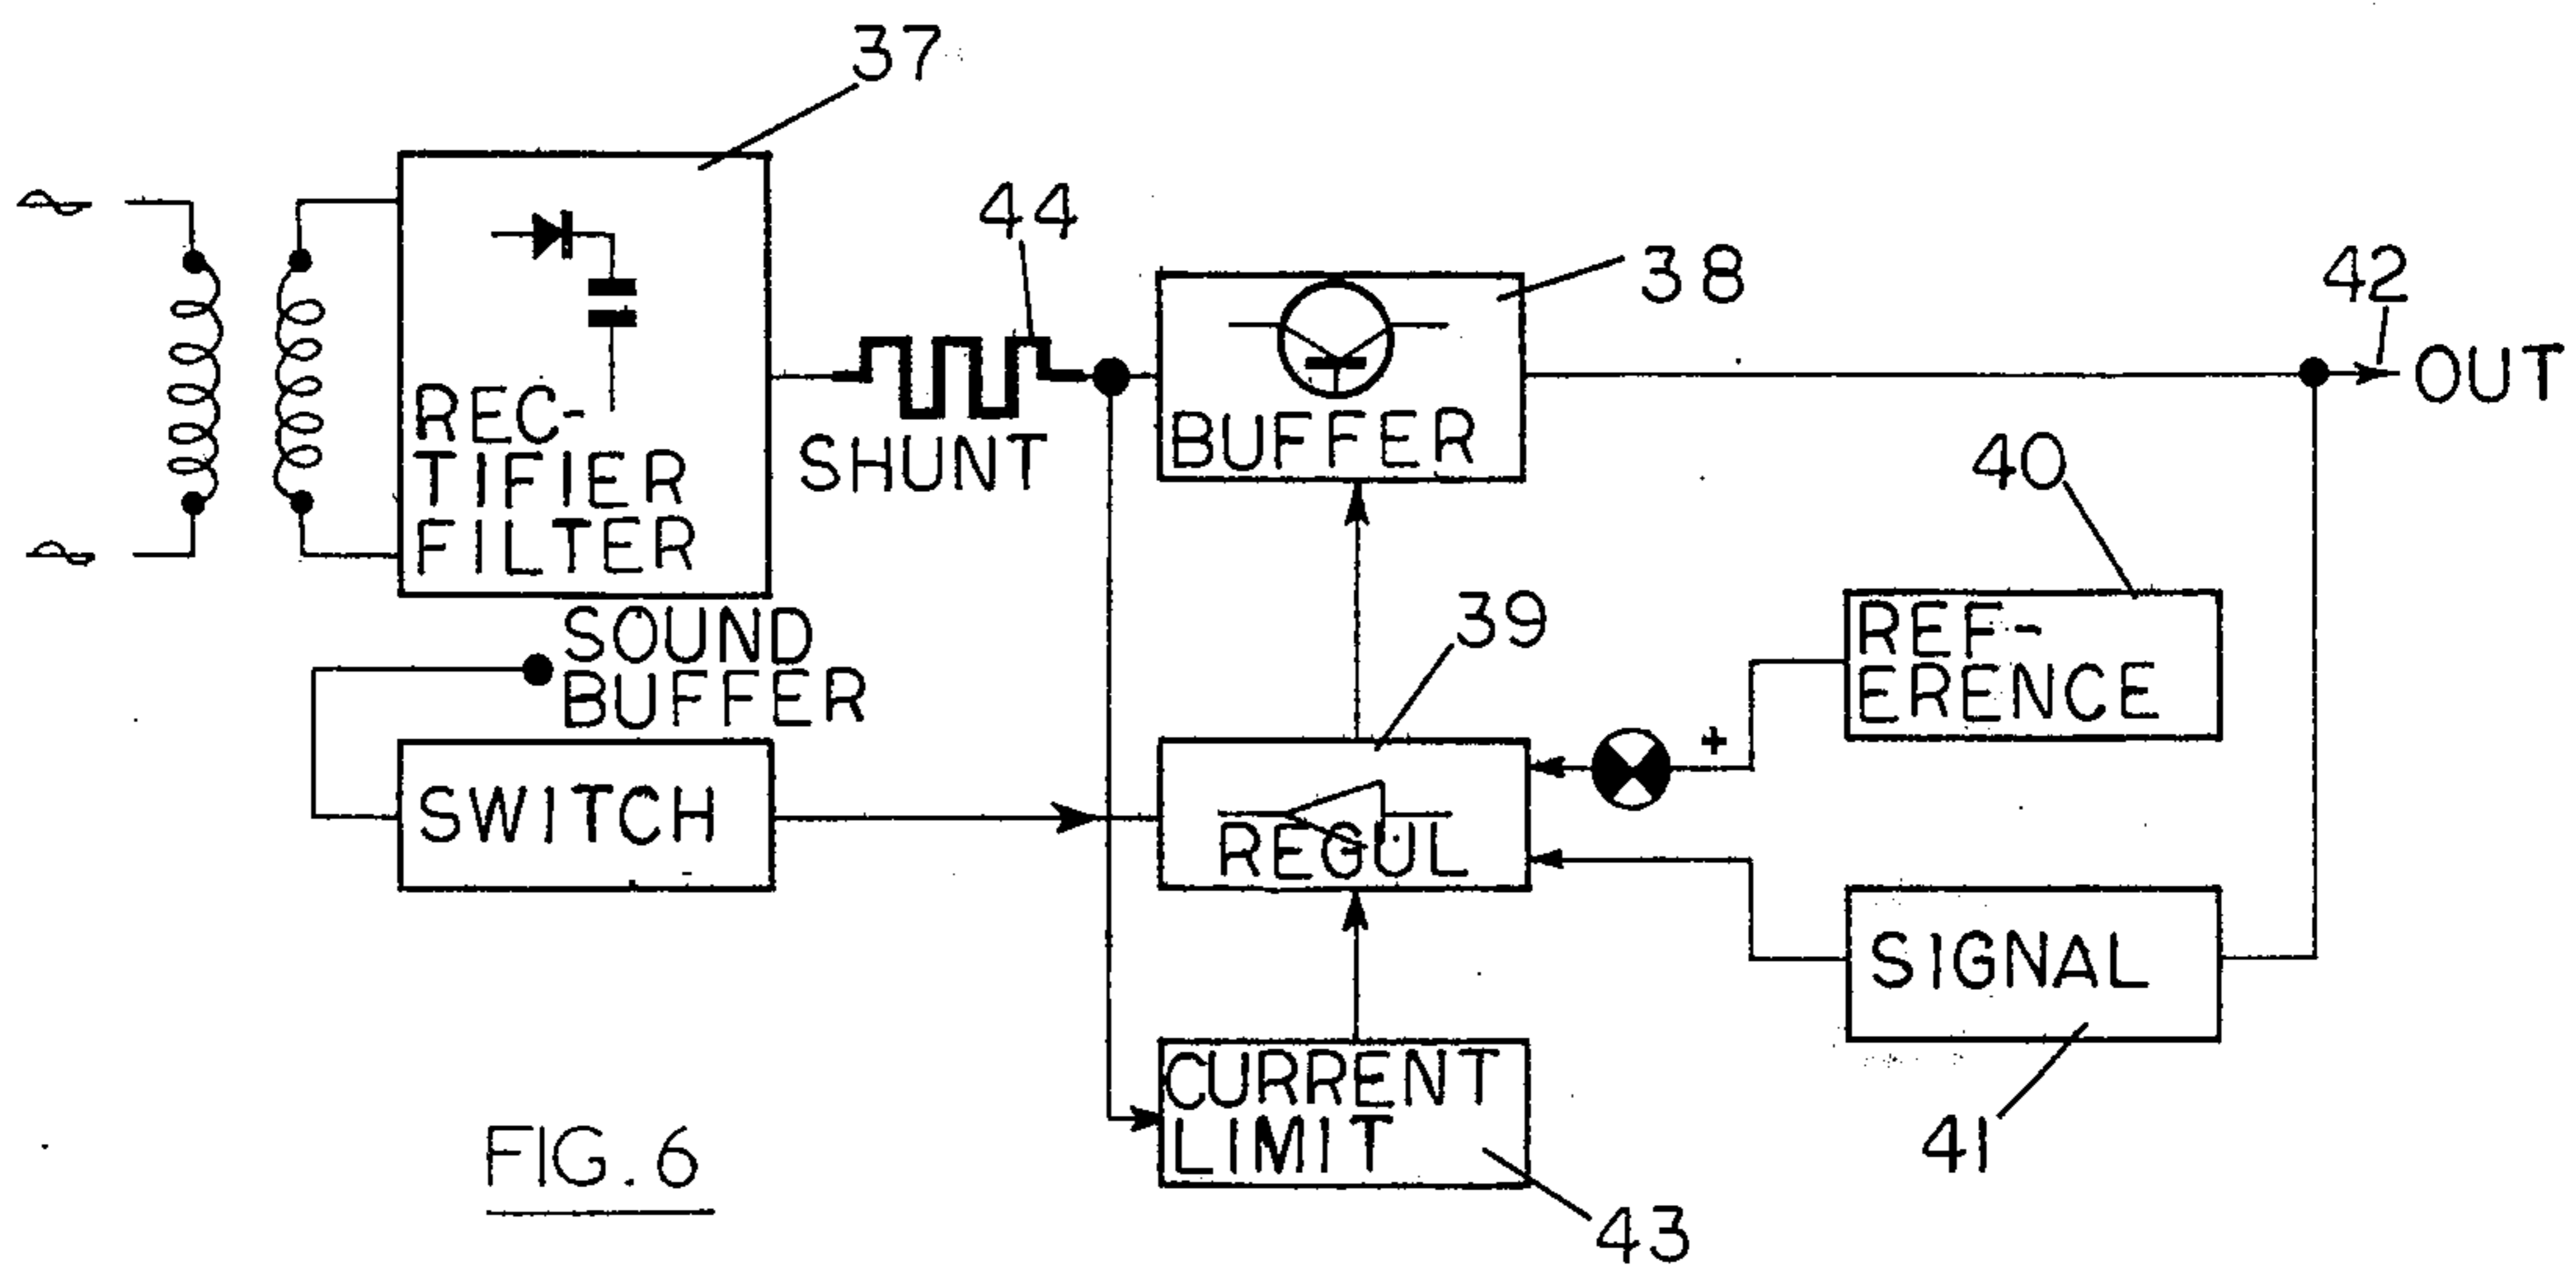 37
44
38
42
OUT
REC-
TIFIER
FILTER
SHUNT
BUFFER
40
SOUND
BUFFER
39
REF-
ERENCE
+
SWITCH
REGUL
SIGNAL
CURRENT
LIMIT
41
43
FIG. 6